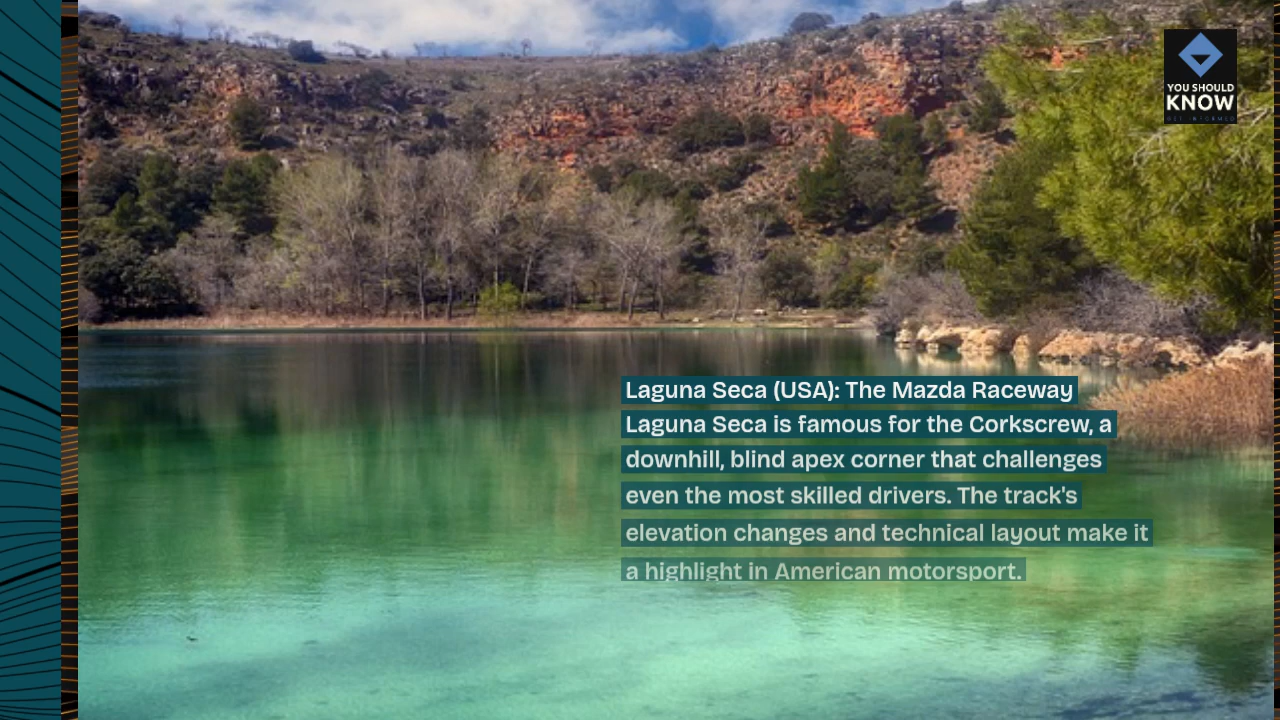 YOU SHOULD
KNOW
GET INFORMED
Laguna Seca (USA): The Mazda Raceway
Laguna Seca is famous for the Corkscrew, a
downhill, blind apex corner that challenges
even the most skilled drivers. The track's
elevation changes and technical layout make it
a highlight in American motorsport.